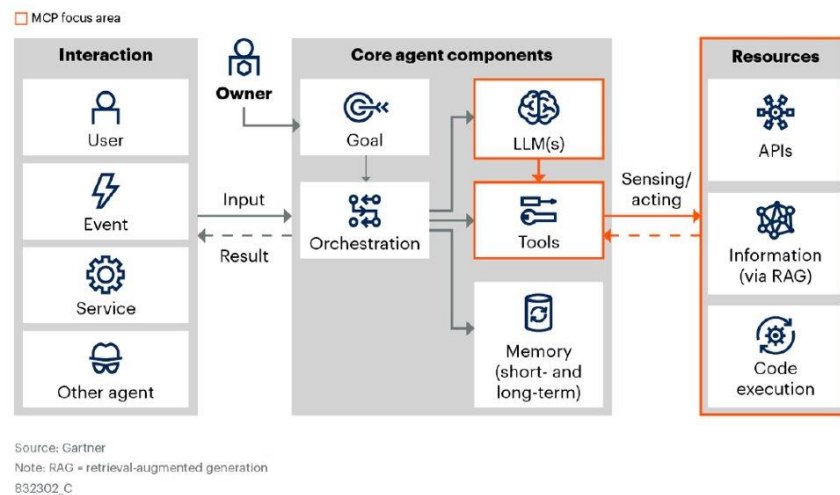 MCP focus area
Interaction
User
Event
Service
Other agent
Owner
Input
Result
Core agent components
Goal
Orchestration
LLM(s)
Tools
Memory
(short- and
long-term)
Sensing/
acting
Resources
APIs
Information
(via RAG)
Code
execution
Source: Gartner
Note: RAG = retrieval-augmented generation
832302_C